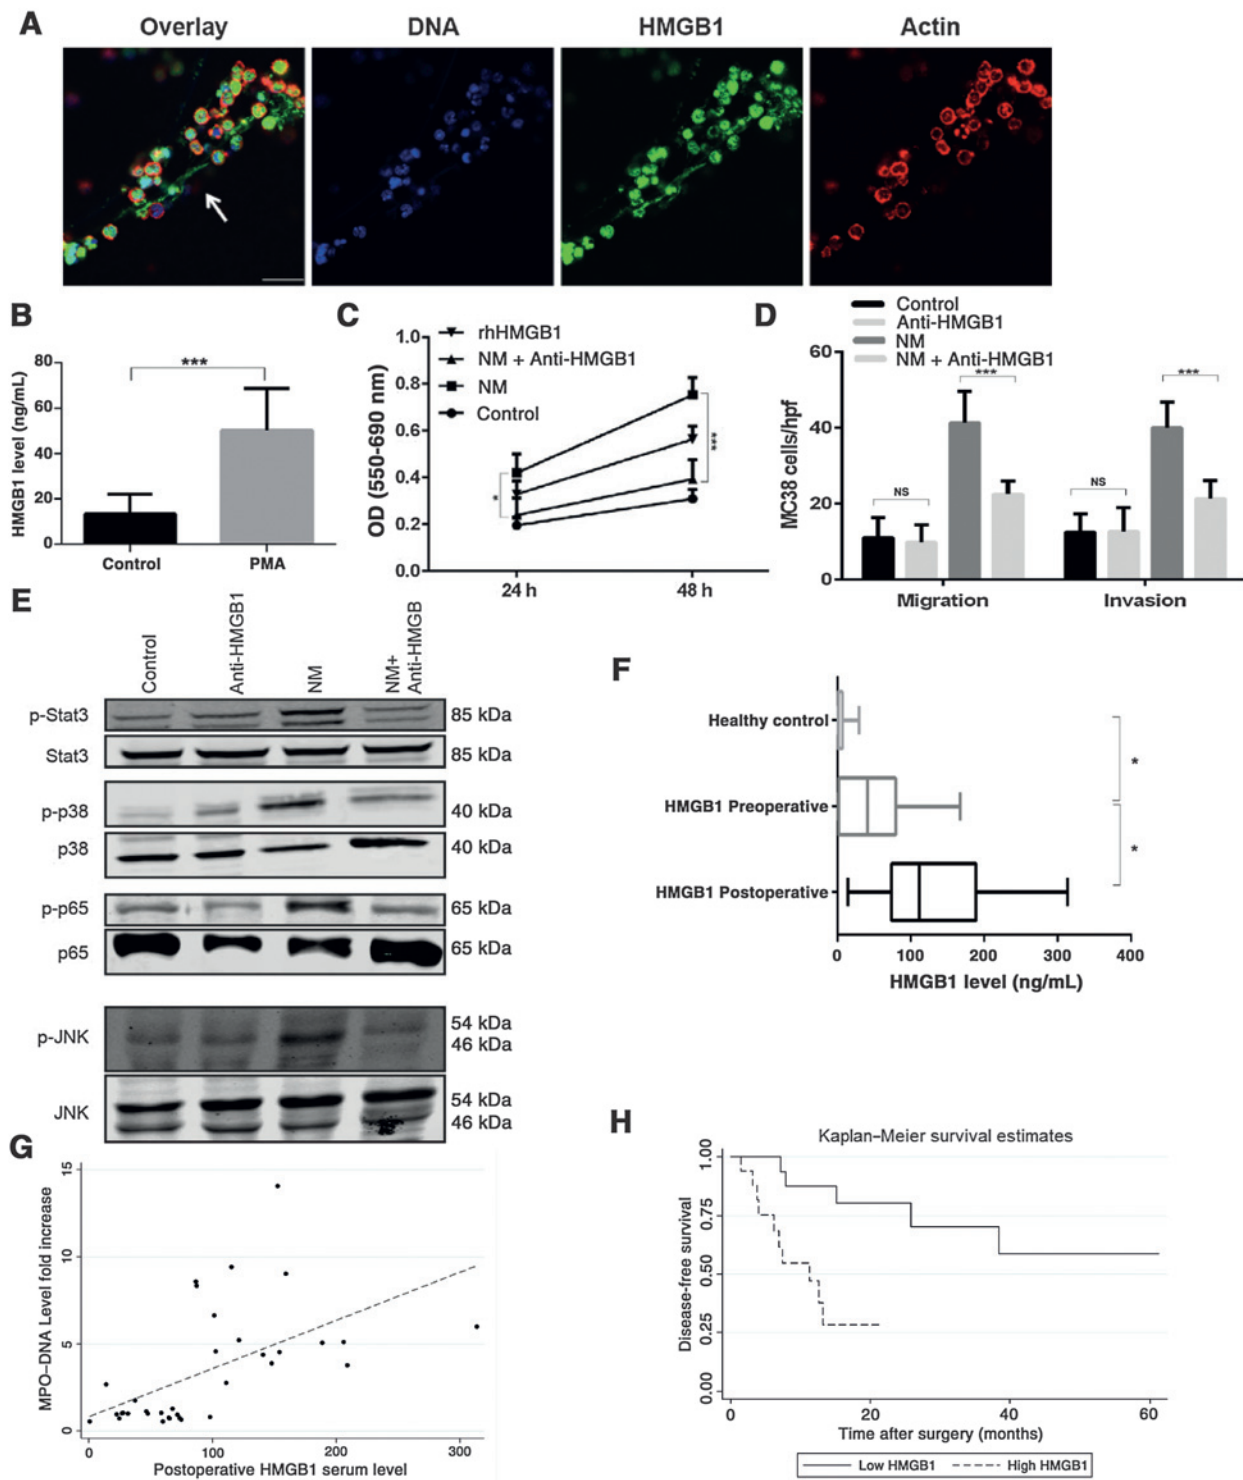 A
Overlay
DNA
HMGB1
Actin
B
HMGB1 level (ng/mL)
80
60
40
20
0
***
Control
PMA
C
OD (550-690 nm)
1.0
0.8
0.6
0.4
0.2
0.0
rhHMGB1
NM + Anti-HMGB1
NM
Control
*
***
24 h
48 h
D
Control
Anti-HMGB1
NM
NM + Anti-HMGB1
MC38 cells/hpf
60
40
20
0
NS
***
NS
***
Migration
Invasion
E
Control
Anti-HMGB1
NM
NM+
Anti-HMGB
p-Stat3
85 kDa
Stat3
85 kDa
p-p38
40 kDa
p38
40 kDa
p-p65
65 kDa
p65
65 kDa
p-JNK
54 kDa
46 kDa
JNK
54 kDa
46 kDa
F
Healthy control
HMGB1 Preoperative
HMGB1 Postoperative
*
*
0
100
200
300
400
HMGB1 level (ng/mL)
G
MPO–DNA Level fold increase
15
10
5
0
0
100
200
300
Postoperative HMGB1 serum level
H
Kaplan–Meier survival estimates
Disease-free survival
1.00
0.75
0.50
0.25
0.00
0
20
40
60
Time after surgery (months)
Low HMGB1
High HMGB1